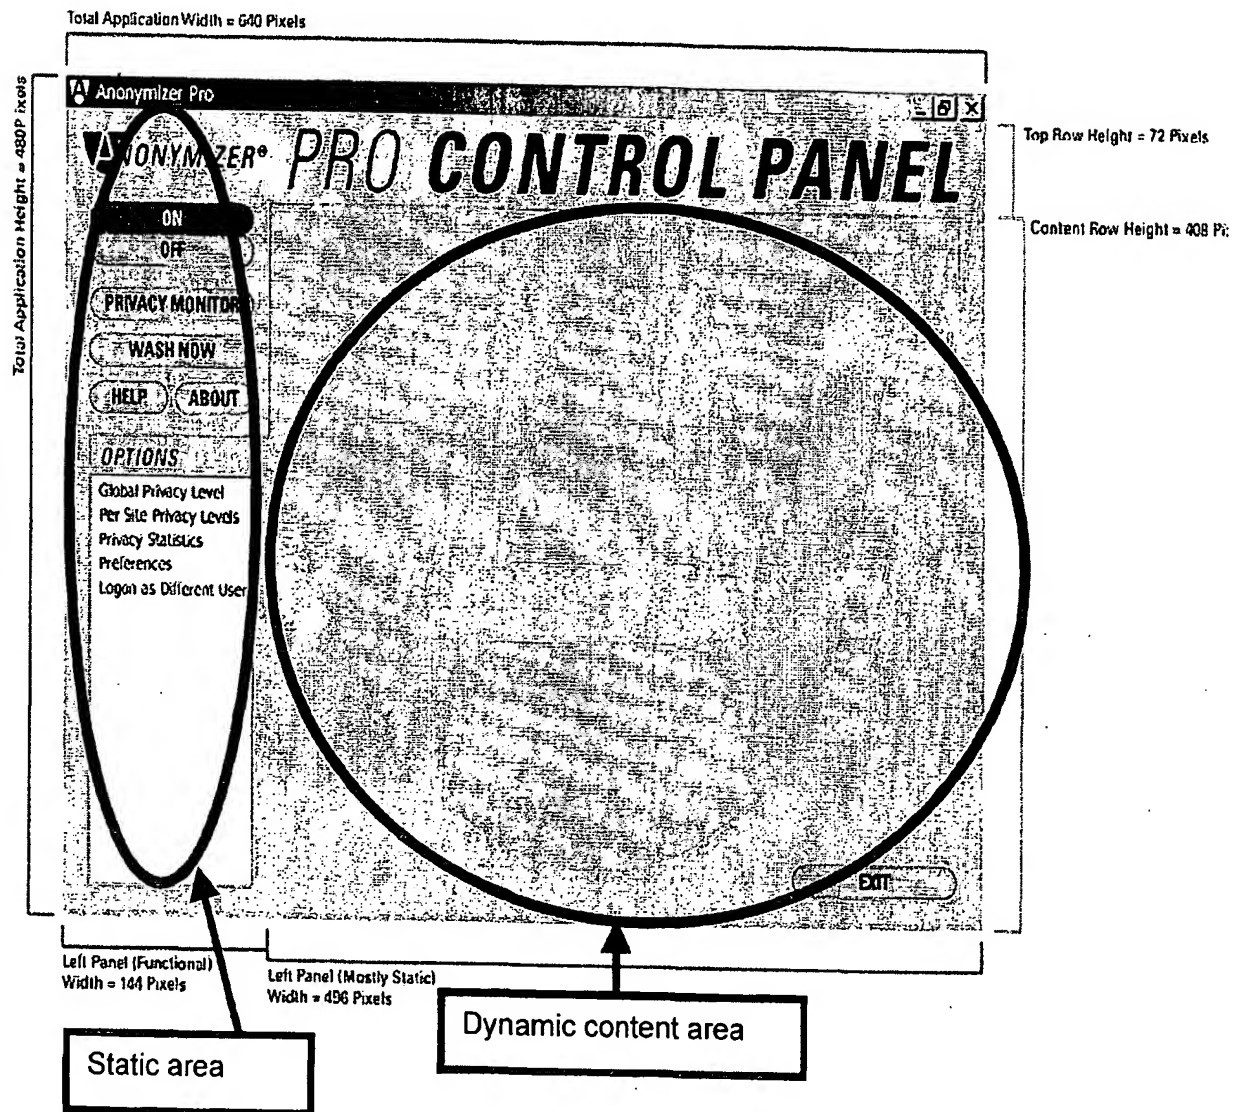 Total Application Width = 640 Pixels
Total Application Height = 480P Pixels
Anonymizer Pro
ANONYMIZER®
PRO CONTROL PANEL
Top Row Height = 72 Pixels
Content Row Height = 408 Pi
ON
OFF
PRIVACY MONITOR
WASH NOW
HELP
ABOUT
OPTIONS
Global Privacy Level
Per Site Privacy Levels
Privacy Statistics
Preferences
Logon as Different User
EXIT
Left Panel (Functional)
Width = 144 Pixels
Left Panel (Mostly Static)
Width = 496 Pixels
Dynamic content area
Static area